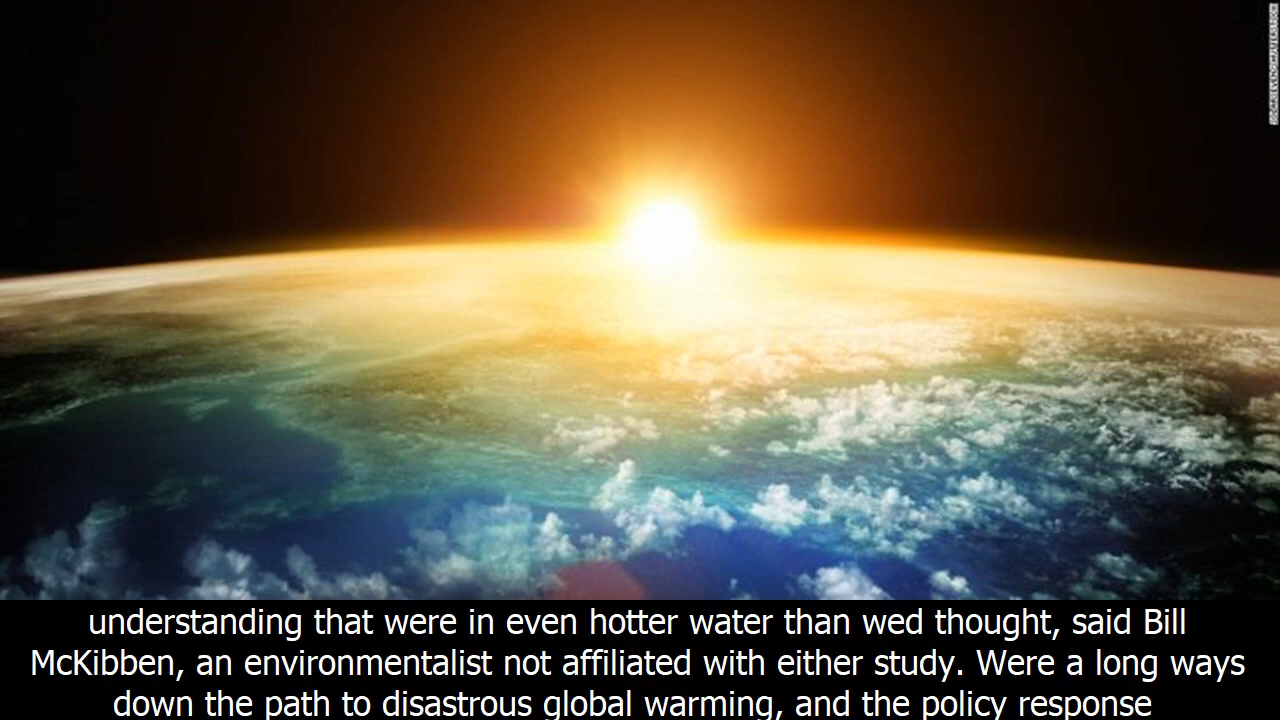 understanding that were in even hotter water than wed thought, said Bill
McKibben, an environmentalist not affiliated with either study. Were a long ways
down the path to disastrous global warming, and the policy response